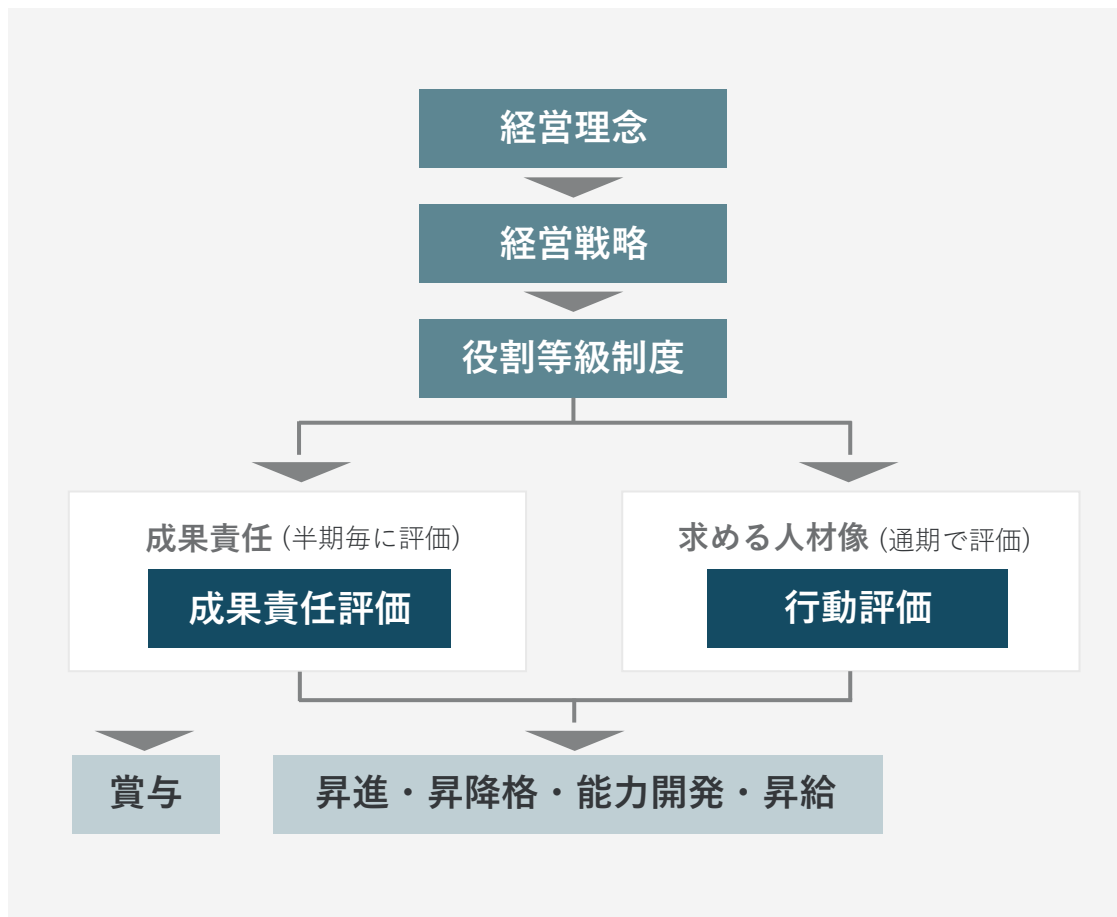 経営理念
経営戦略
役割等級制度
成果責任 (半期毎に評価)
成果責任評価
求める人材像 (通期で評価)
行動評価
賞与
昇進・昇降格・能力開発・昇給